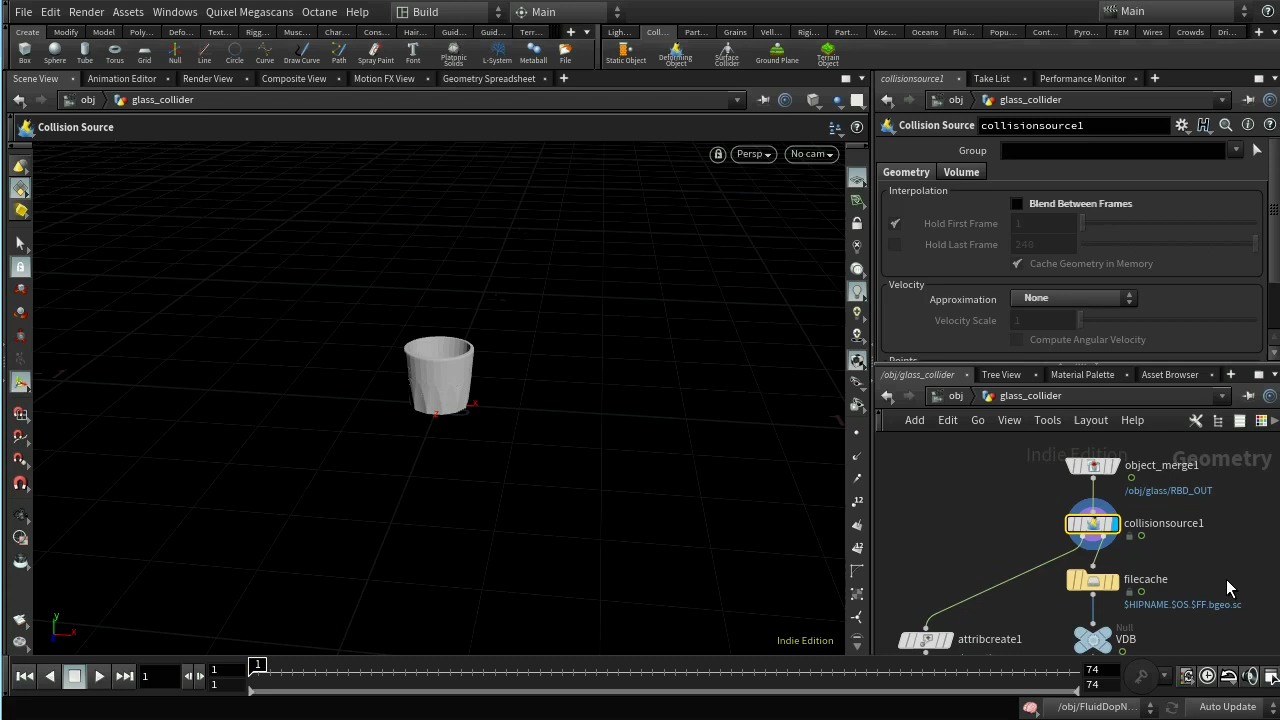 File Edit Render Assets Windows Quixel Megascans Octane Help Build Main Main
Create Modify Model Poly... Defo... Text... Rigg... Musc... Char... Cons... Hair... Guid... Guid... Terr... Ligh... Coll... Part... Grains Vell... Rigi... Part... Visc... Oceans Flui... Popu... Cont... Pyro... FEM Wires Crowds Dri...
Box Sphere Tube Torus Grid Null Line Circle Curve Draw Curve Path Spray Paint Font Platonic Solids L-System Metaball File Static Object Deforming Object Surface Collider Ground Plane Terrain Object
Scene View Animation Editor Render View Composite View Motion FX View Geometry Spreadsheet
obj glass_collider
Collision Source
Persp No cam
x
z
y
x
Indie Edition
collisionsource1 Take List Performance Monitor
obj glass_collider
Collision Source collisionsource1
Group
Geometry Volume
Interpolation
Blend Between Frames
Hold First Frame 1
Hold Last Frame 240
Cache Geometry in Memory
Velocity
Approximation None
Velocity Scale 1
Compute Angular Velocity
Points
/obj/glass_collider Tree View Material Palette Asset Browser
obj glass_collider
Add Edit Go View Tools Layout Help
Indie Edition Geometry
object_merge1
/obj/glass/RBD_OUT
collisionsource1
filecache
$HIPNAME.$OS.$FF.bgeo.sc
attribcreate1
Null
VDB
1 1 1 1 74 74
/obj/FluidDopN... Auto Update